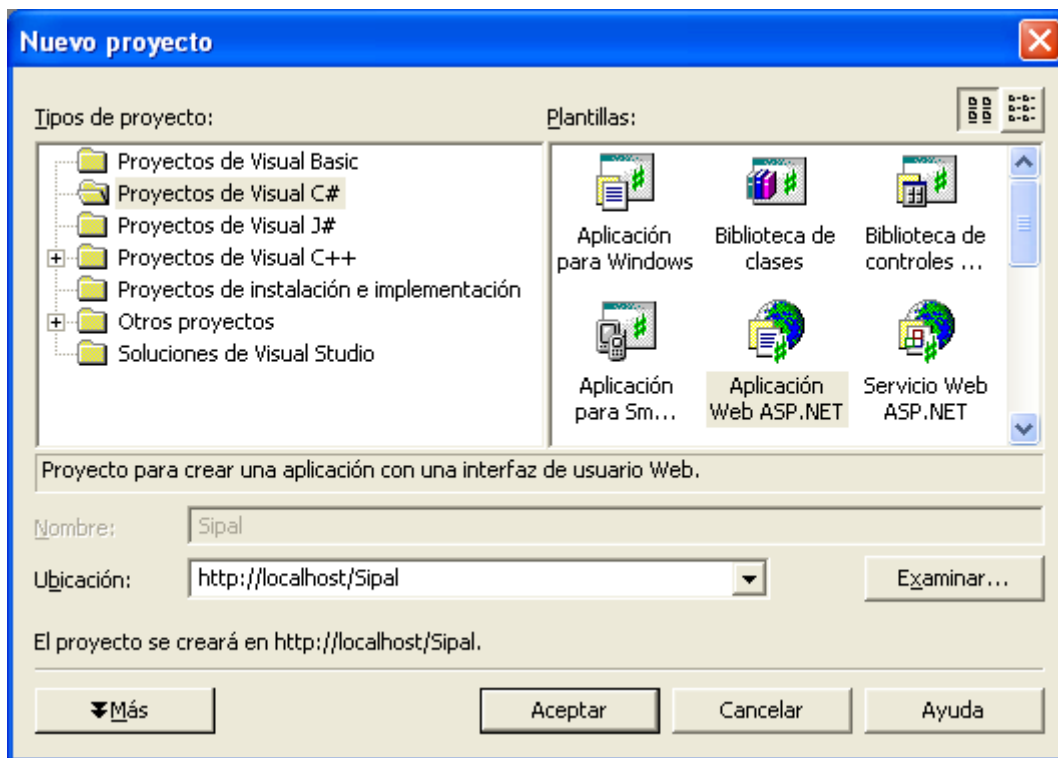 Nuevo proyecto
Tipos de proyecto:
Plantillas:
Proyectos de Visual Basic
Proyectos de Visual C#
Proyectos de Visual J#
Proyectos de Visual C++
Proyectos de instalación e implementación
Otros proyectos
Soluciones de Visual Studio
Aplicación
para Windows
Biblioteca de
clases
Biblioteca de
controles ...
Aplicación
para Sm...
Aplicación
Web ASP.NET
Servicio Web
ASP.NET
Proyecto para crear una aplicación con una interfaz de usuario Web.
Nombre:
Sipal
Ubicación:
http://localhost/Sipal
Examinar...
El proyecto se creará en http://localhost/Sipal.
Más
Aceptar
Cancelar
Ayuda